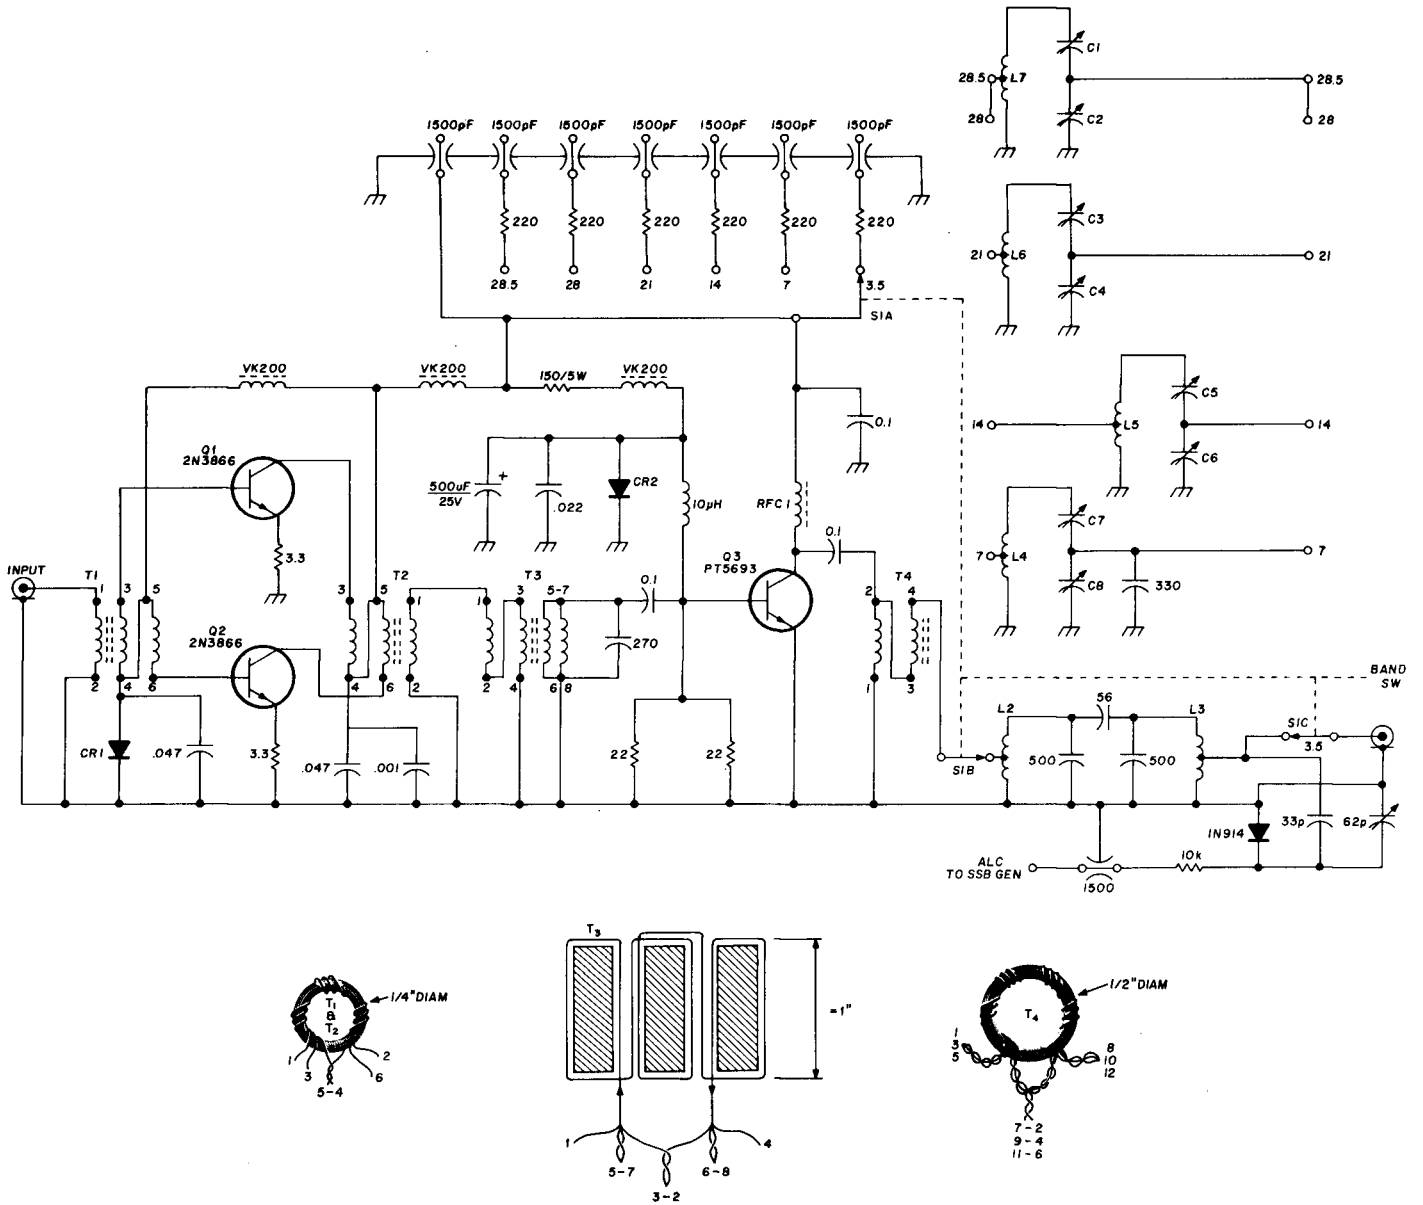 C1
28.5
L7
28.5
28
C2
28
1500pF 1500pF 1500pF 1500pF 1500pF 1500pF 1500pF
220 220 220 220 220 220
28.5 28 21 14 7 3.5
S1A
C3
21
L6
21
C4
VK200
VK200
150/5W
VK200
C5
14
L5
14
C6
0.1
Q1
2N3866
500uF
25V
+
.022
CR2
10µH
RFC1
C7
7
L4
7
C8
330
3.3
0.1
Q3
PT5693
INPUT
T1
1
3
5
2
4
6
Q2
2N3866
3
5
T2
1
4
6
2
1
T3
3
5-7
2
4
6 8
0.1
270
2
T4
4
1
3
CR1
.047
3.3
.047
.001
22
22
BAND
SW
S1B
L2
56
L3
500
500
S1C
3.5
1N914
33p
62p
ALC
TO SSB GEN
1500
10k
1/4" DIAM
T1
&
T2
1
3
5-4
2
6
T3
=1"
1
5-7
3-2
6-8
4
1/2" DIAM
T4
1
3
5
8
10
12
7-2
9-4
11-6